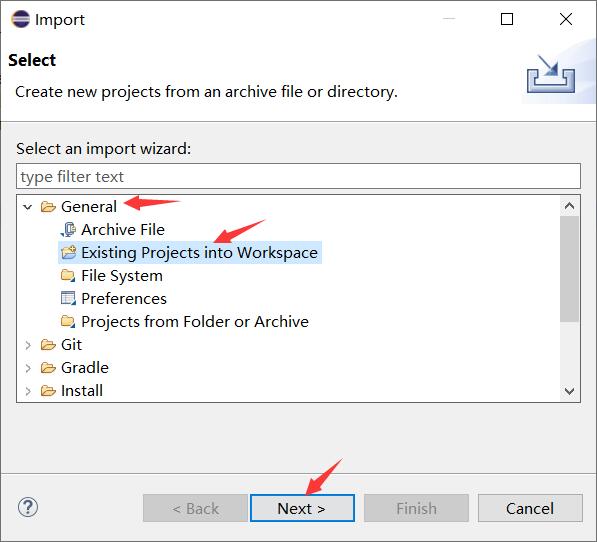 Import
Select
Create new projects from an archive file or directory.
Select an import wizard:
type filter text
General
Archive File
Existing Projects into Workspace
File System
Preferences
Projects from Folder or Archive
Git
Gradle
Install
< Back Next > Finish Cancel